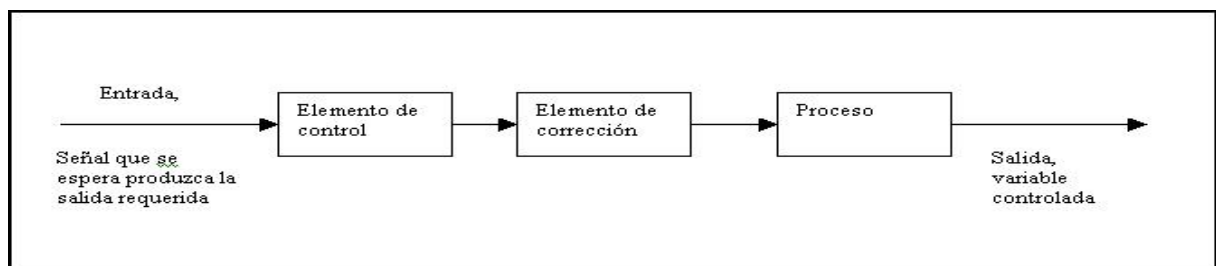 Entrada,
Señal que se
espera produzca la
salida requerida
Elemento de
control
Elemento de
corrección
Proceso
Salida,
variable
controlada